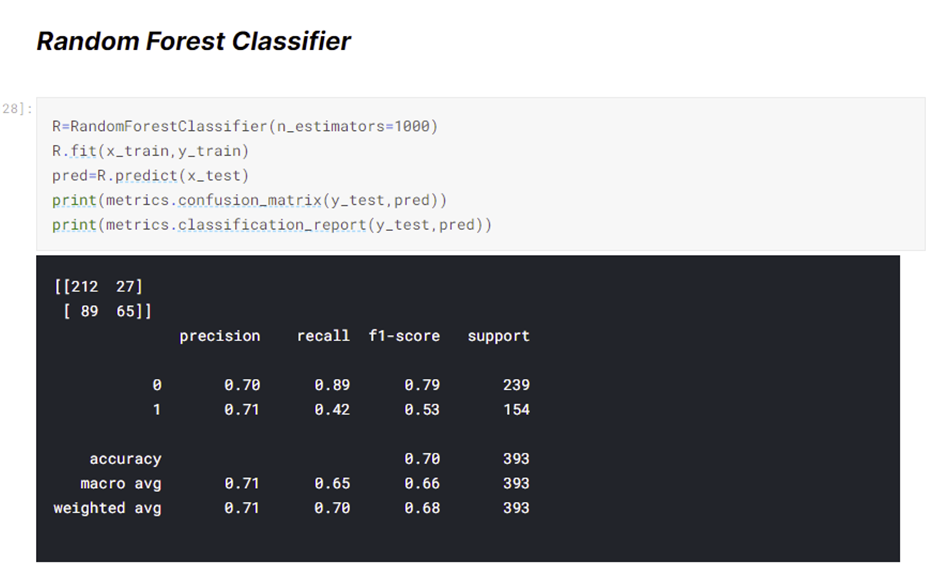 Random Forest Classifier
28]:
R=RandomForestClassifier(n_estimators=1000)
R.fit(x_train,y_train)
pred=R.predict(x_test)
print(metrics.confusion_matrix(y_test,pred))
print(metrics.classification_report(y_test,pred))
[[212  27]
 [ 89  65]]
              precision    recall  f1-score   support
           0       0.70      0.89      0.79       239
           1       0.71      0.42      0.53       154
    accuracy                           0.70       393
   macro avg       0.71      0.65      0.66       393
weighted avg       0.71      0.70      0.68       393